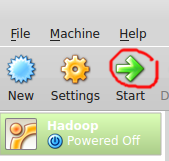 File Machine Help
New Settings Start D
Hadoop
Powered Off